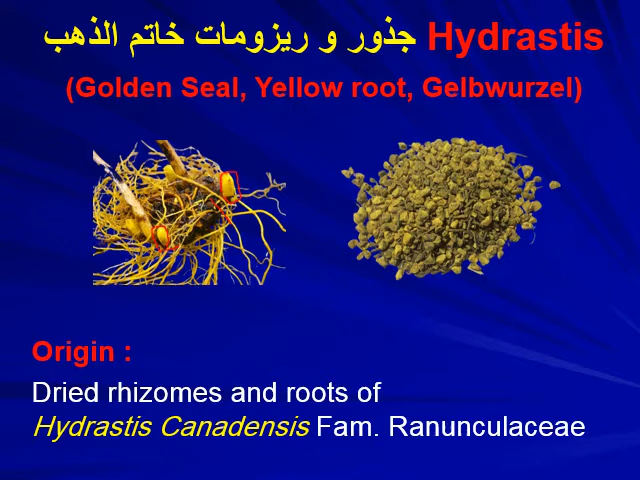 جذور و ريزومات خاتم الذهب Hydrastis
(Golden Seal, Yellow root, Gelbwurzel)
Origin :
Dried rhizomes and roots of
Hydrastis Canadensis Fam. Ranunculaceae